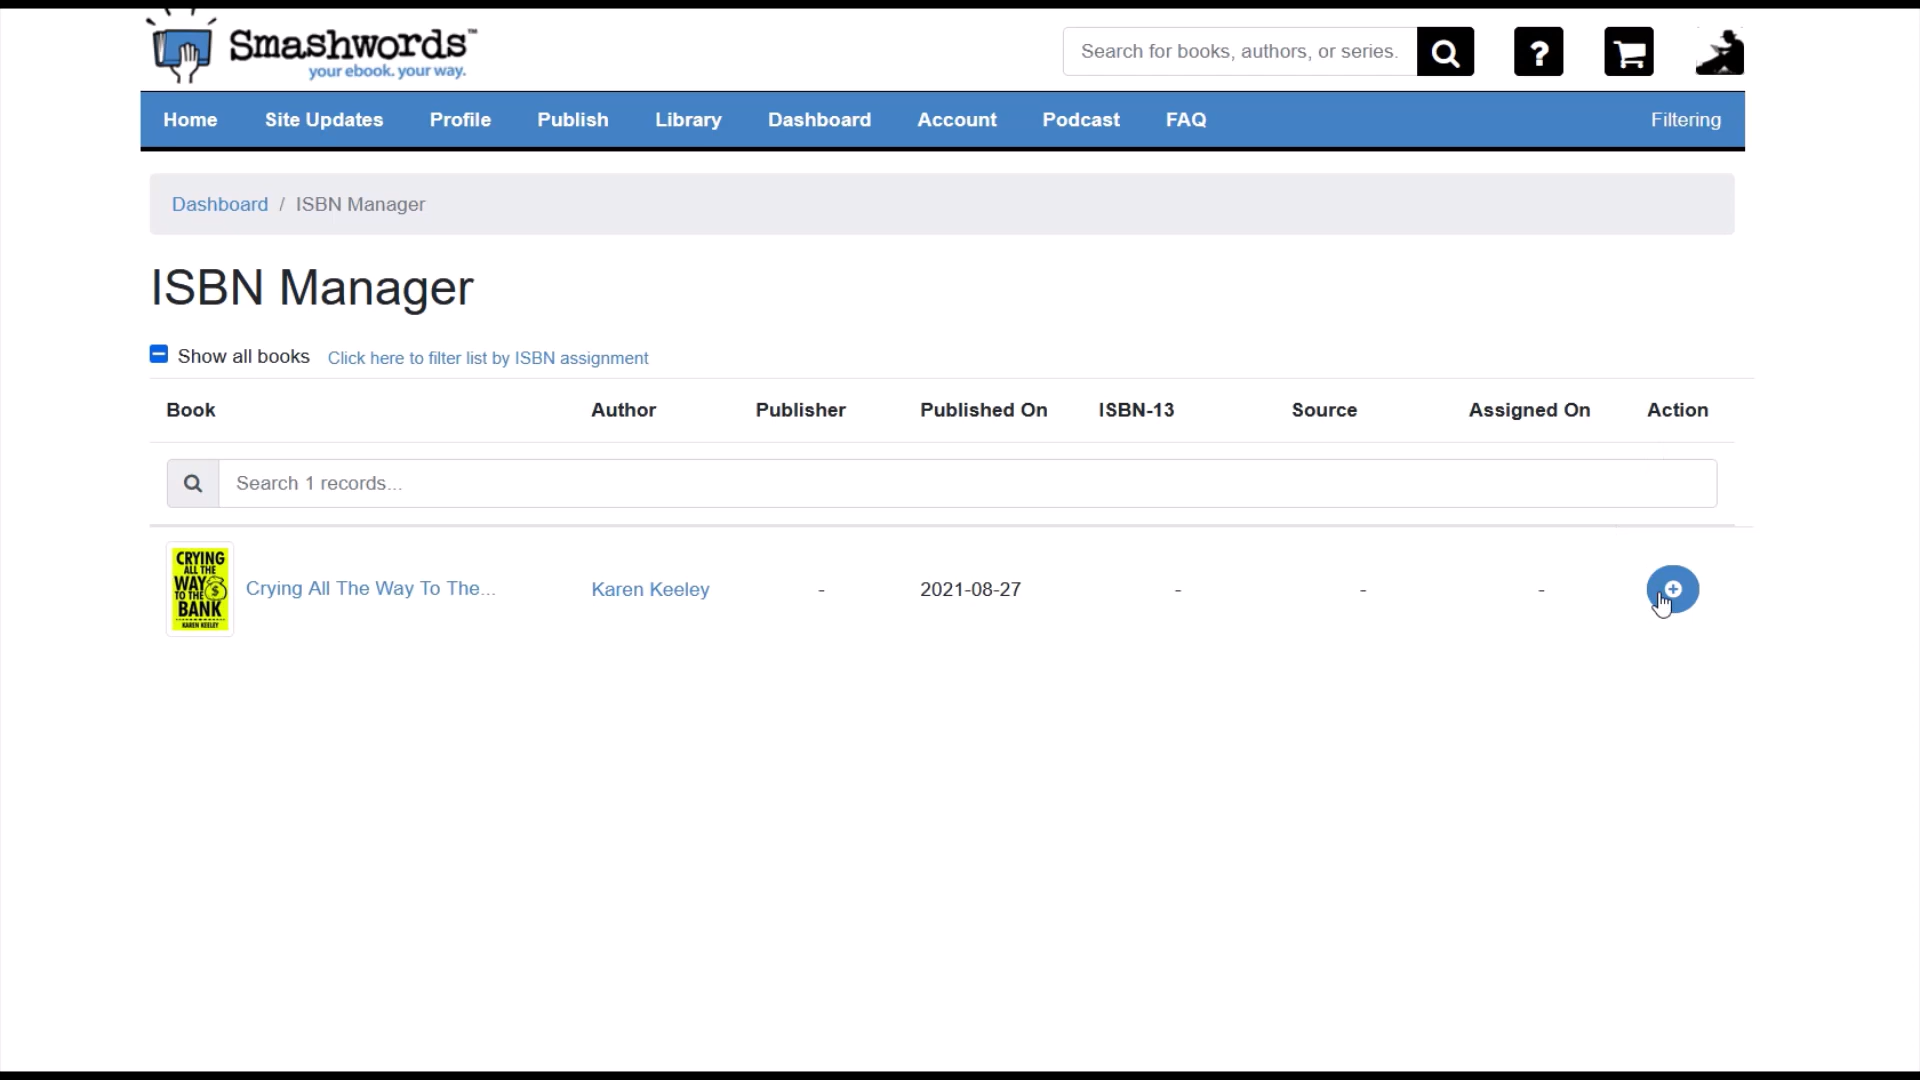 Smashwords™
your ebook. your way.
Search for books, authors, or series.
?
Home Site Updates Profile Publish Library Dashboard Account Podcast FAQ Filtering
Dashboard / ISBN Manager
ISBN Manager
Show all books Click here to filter list by ISBN assignment
Book Author Publisher Published On ISBN-13 Source Assigned On Action
Search 1 records...
CRYING
ALL THE
WAY
TO THE
BANK
KAREN KEELEY
$
Crying All The Way To The... Karen Keeley - 2021-08-27 - - -